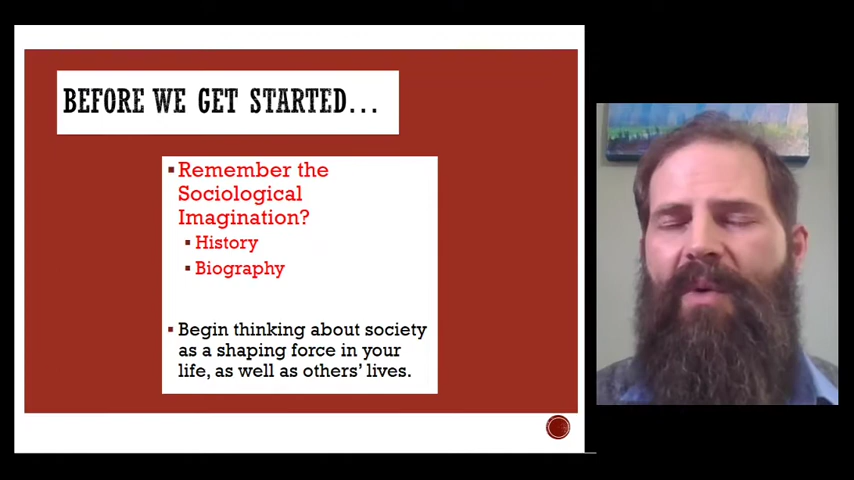 BEFORE WE GET STARTED...
Remember the
Sociological
Imagination?
History
Biography
Begin thinking about society
as a shaping force in your
life, as well as others' lives.